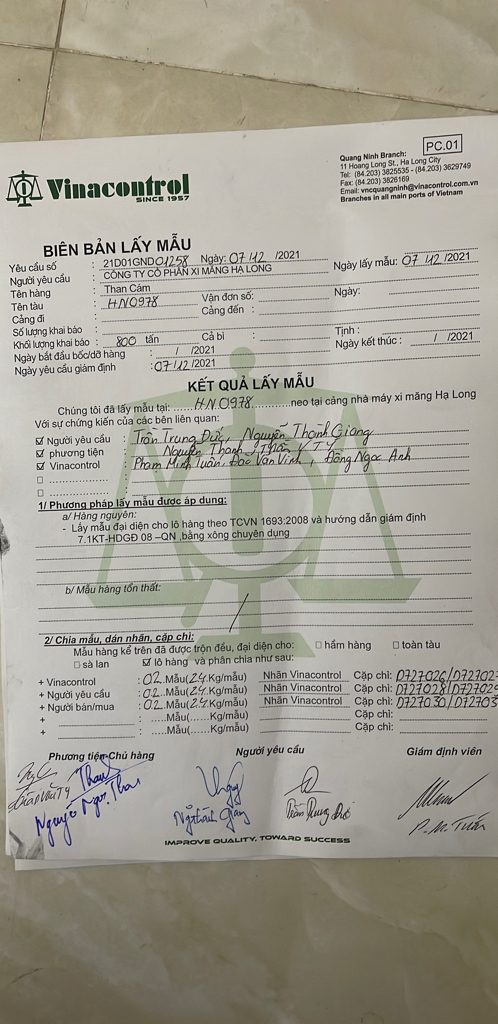 PC.01
Vinacontrol
SINCE 1957
Quang Ninh Branch:
11 Hoang Long St., Ha Long City
Tel: (84.203) 3825535 - (84.203) 3629749
Fax: (84.203) 3826169
Email: vncquangninh@vinacontrol.com.vn
Branches in all main ports of Vietnam
BIÊN BẢN LẤY MẪU
Yêu cầu số : 21D01GND01258 Ngày: 07/12/2021 Ngày lấy mẫu: 07/12/2021
Người yêu cầu : CÔNG TY CỔ PHẦN XI MĂNG HẠ LONG
Tên hàng : Than Cám
Tên tàu : HN0978 Vận đơn số: Ngày:
Cảng đi : Cảng đến :
Số lượng khai báo :
Khối lượng khai báo : 800 tấn Cả bì : Tịnh :
Ngày bắt đầu bốc/dỡ hàng : / /2021 Ngày kết thúc : / /2021
Ngày yêu cầu giám định : 07/12/2021
KẾT QUẢ LẤY MẪU
Chúng tôi đã lấy mẫu tại: HN.0978 neo tại cảng nhà máy xi măng Hạ Long
Với sự chứng kiến của các bên liên quan:
Người yêu cầu : Trần Trung Đức, Nguyễn Thành Giang
phương tiện : Nguyễn Thanh
Vinacontrol : Phạm Minh Tuấn, Đào Văn Vinh, Đồng Ngọc Anh
1/ Phương pháp lấy mẫu được áp dụng:
a/ Hàng nguyên:
- Lấy mẫu đại diện cho lô hàng theo TCVN 1693:2008 và hướng dẫn giám định
7.1KT-HDGĐ 08 –QN ,bằng xông chuyên dụng
b/ Mẫu hàng tổn thất:
/
2/ Chia mẫu, dán nhãn, cặp chì:
Mẫu hàng kể trên đã được trộn đều, đại diện cho: hầm hàng toàn tàu
sà lan lô hàng và phân chia như sau:
+ Vinacontrol : 02 Mẫu(24.Kg/mẫu) Nhãn Vinacontrol Cặp chì: D727026/D727027
+ Người yêu cầu : 02 Mẫu(24.Kg/mẫu) Nhãn Vinacontrol Cặp chì: D727028/D727029
+ Người bán/mua : 02 Mẫu(24.Kg/mẫu) Nhãn Vinacontrol Cặp chì: D727030/
+ : .....Mẫu(......Kg/mẫu) Cặp chì:
+ : .....Mẫu(......Kg/mẫu) Cặp chì:
Phương tiện Chủ hàng Người yêu cầu Giám định viên
Trần Trung Đức
P.M. Tuấn
IMPROVE QUALITY, TOWARD SUCCESS